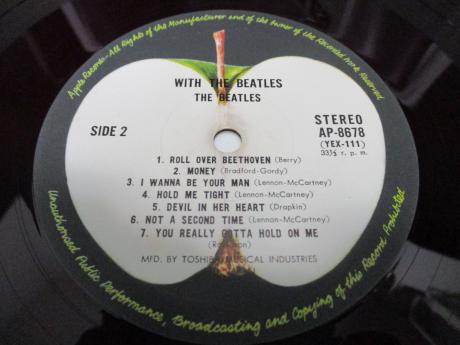 Apple Records-All Rights of the Manufacturer and of the Owner of the Recorded Work Reserved
WITH THE BEATLES
THE BEATLES
SIDE 2
STEREO
AP-8678
(YEX-111)
33⅓ r. p. m.
1. ROLL OVER BEETHOVEN (Berry)
2. MONEY (Bradford-Gordy)
3. I WANNA BE YOUR MAN (Lennon-McCartney)
4. HOLD ME TIGHT (Lennon-McCartney)
5. DEVIL IN HER HEART (Drapkin)
6. NOT A SECOND TIME (Lennon-McCartney)
7. YOU REALLY GOTTA HOLD ON ME
MFD. BY TOSHIBA MUSICAL INDUSTRIES
Unauthorised Public Performance, Broadcasting and Copying of this Record Prohibited